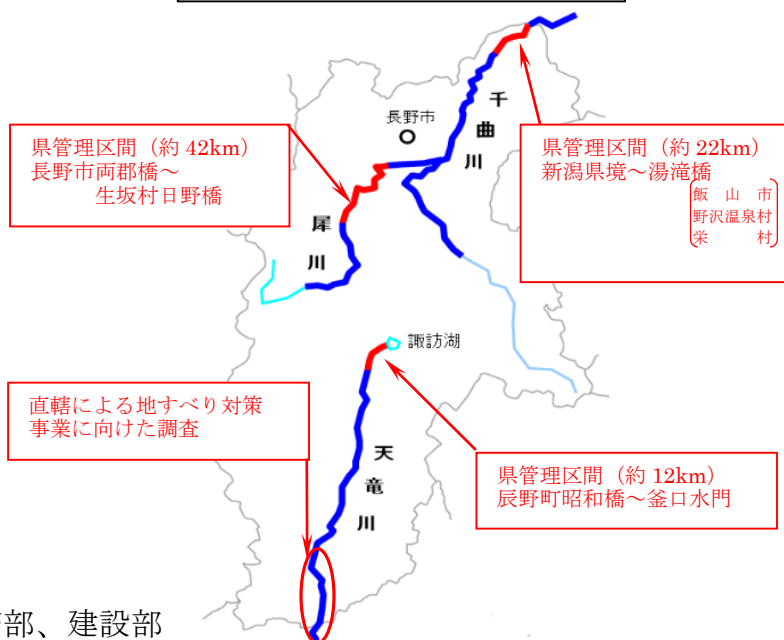 千曲川
長野市
県管理区間（約 42km）
長野市両郡橋～
生坂村日野橋
県管理区間（約 22km）
新潟県境～湯滝橋
飯山市
野沢温泉村
栄村
犀川
諏訪湖
直轄による地すべり対策
事業に向けた調査
天竜川
県管理区間（約 12km）
辰野町昭和橋～釜口水門
部、建設部